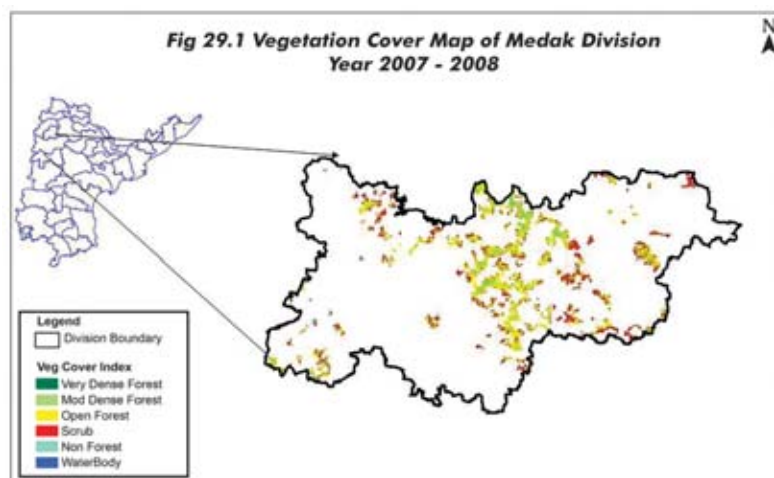 Fig 29.1 Vegetation Cover Map of Medak Division
Year 2007 - 2008
N
Legend
Division Boundary
Veg Cover Index
Very Dense Forest
Mod Dense Forest
Open Forest
Scrub
Non Forest
WaterBody